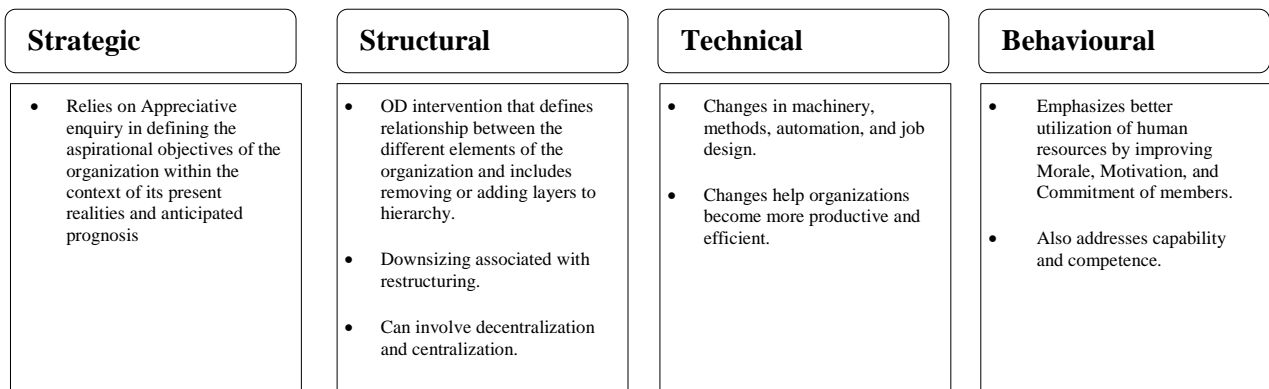 Strategic
• Relies on Appreciative
enquiry in defining the
aspirational objectives of the
organization within the
context of its present
realities and anticipated
prognosis
Structural
• OD intervention that defines
relationship between the
different elements of the
organization and includes
removing or adding layers to
hierarchy.
• Downsizing associated with
restructuring.
• Can involve decentralization
and centralization.
Technical
• Changes in machinery,
methods, automation, and job
design.
• Changes help organizations
become more productive and
efficient.
Behavioural
• Emphasizes better
utilization of human
resources by improving
Morale, Motivation, and
Commitment of members.
• Also addresses capability
and competence.